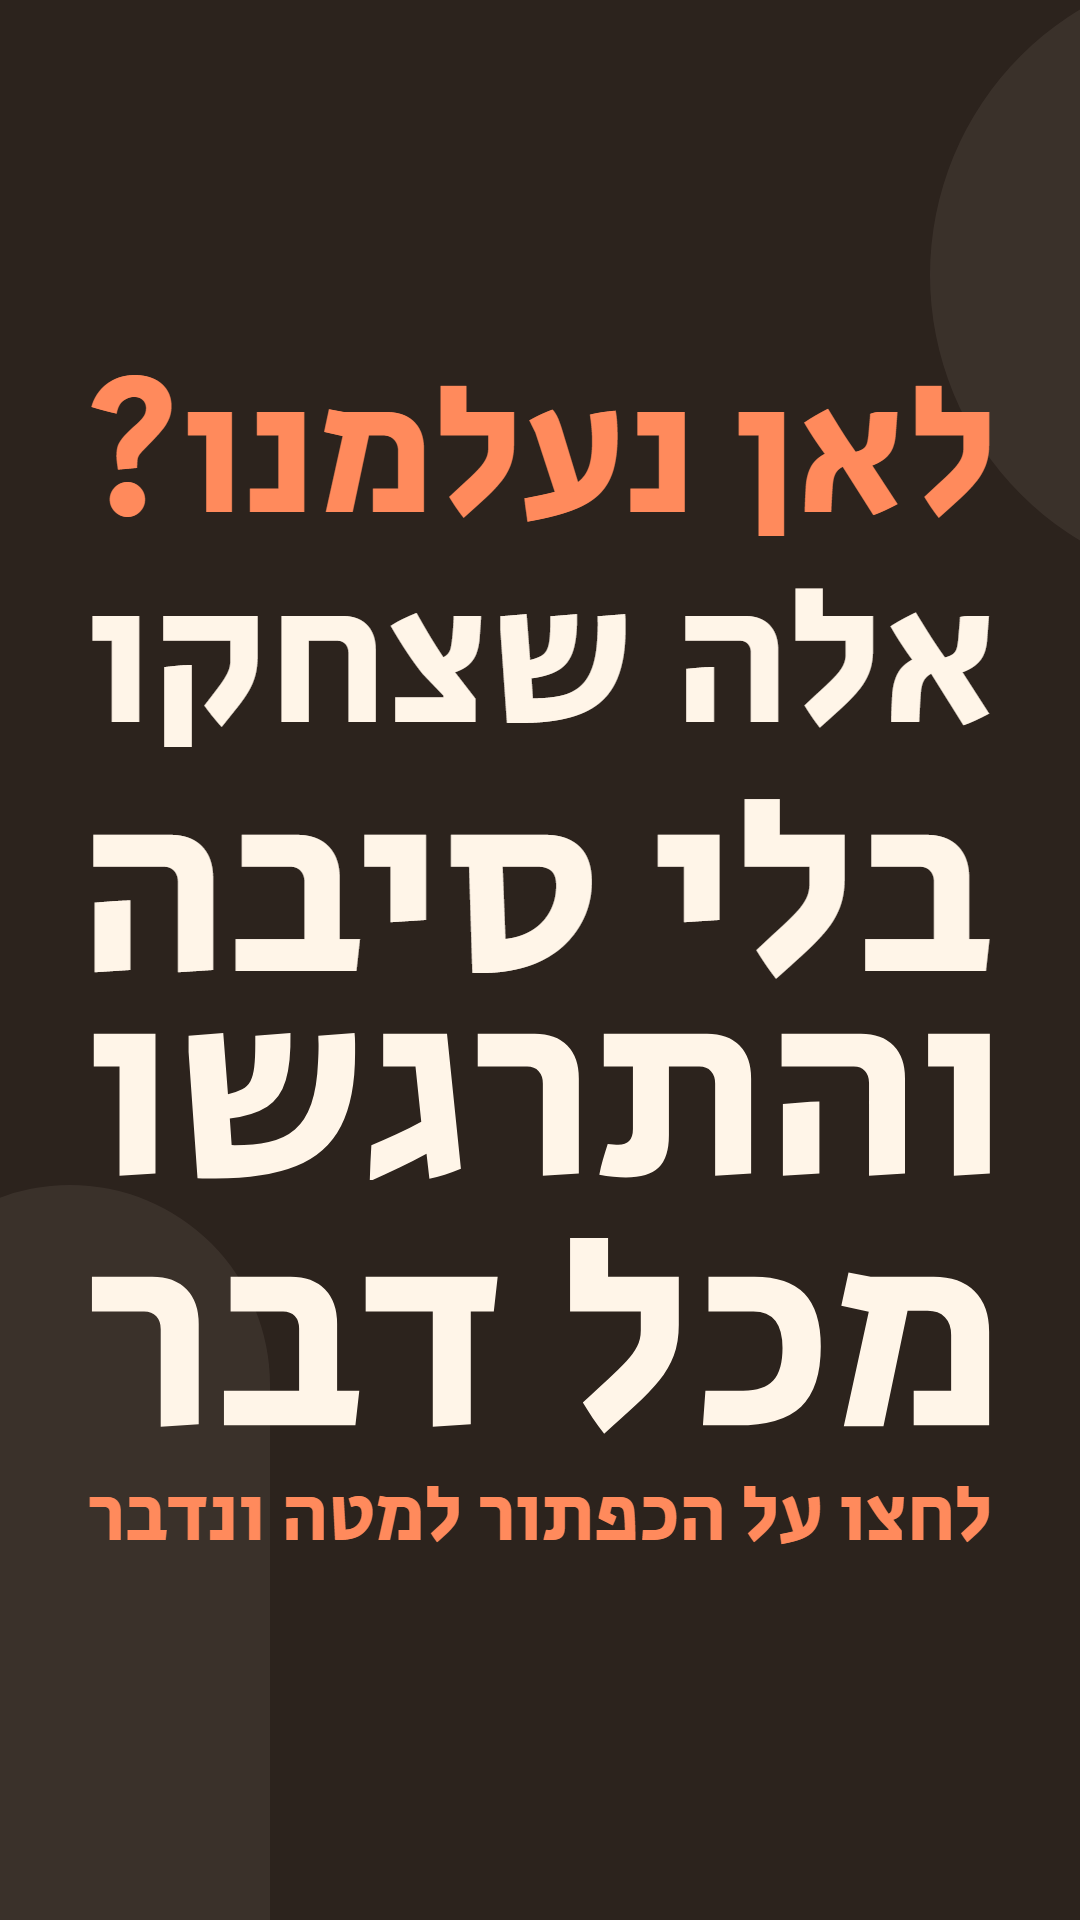 לאן נעלמנו?
אלה שצחקו
בלי סיבה
והתרגשו
מכל דבר
לחצו על הכפתור למטה ונדבר